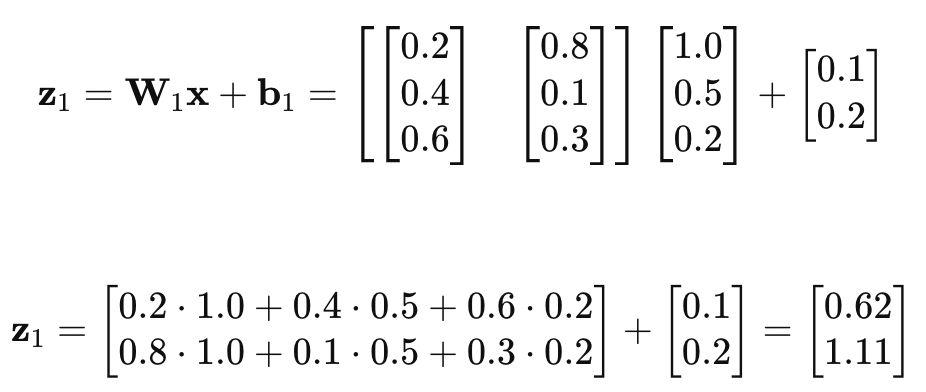 z₁ = W₁x + b₁ = [[0.2 0.4 0.6] [0.8 0.1 0.3]] [1.0 0.5 0.2] + [0.1 0.2]
z₁ = [0.2 · 1.0 + 0.4 · 0.5 + 0.6 · 0.2 0.8 · 1.0 + 0.1 · 0.5 + 0.3 · 0.2] + [0.1 0.2] = [0.62 1.11]